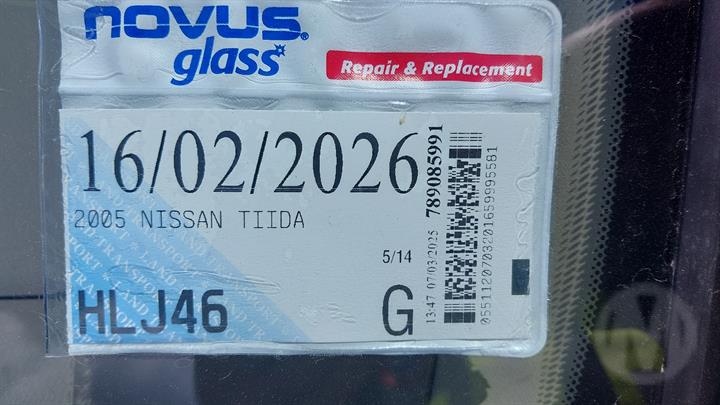 novus
glass
Repair & Replacement
16/02/2026
2005 NISSAN TIIDA
5/14
HLJ46
G
13:47 07/03/2025 789085991
0551120703201659995581